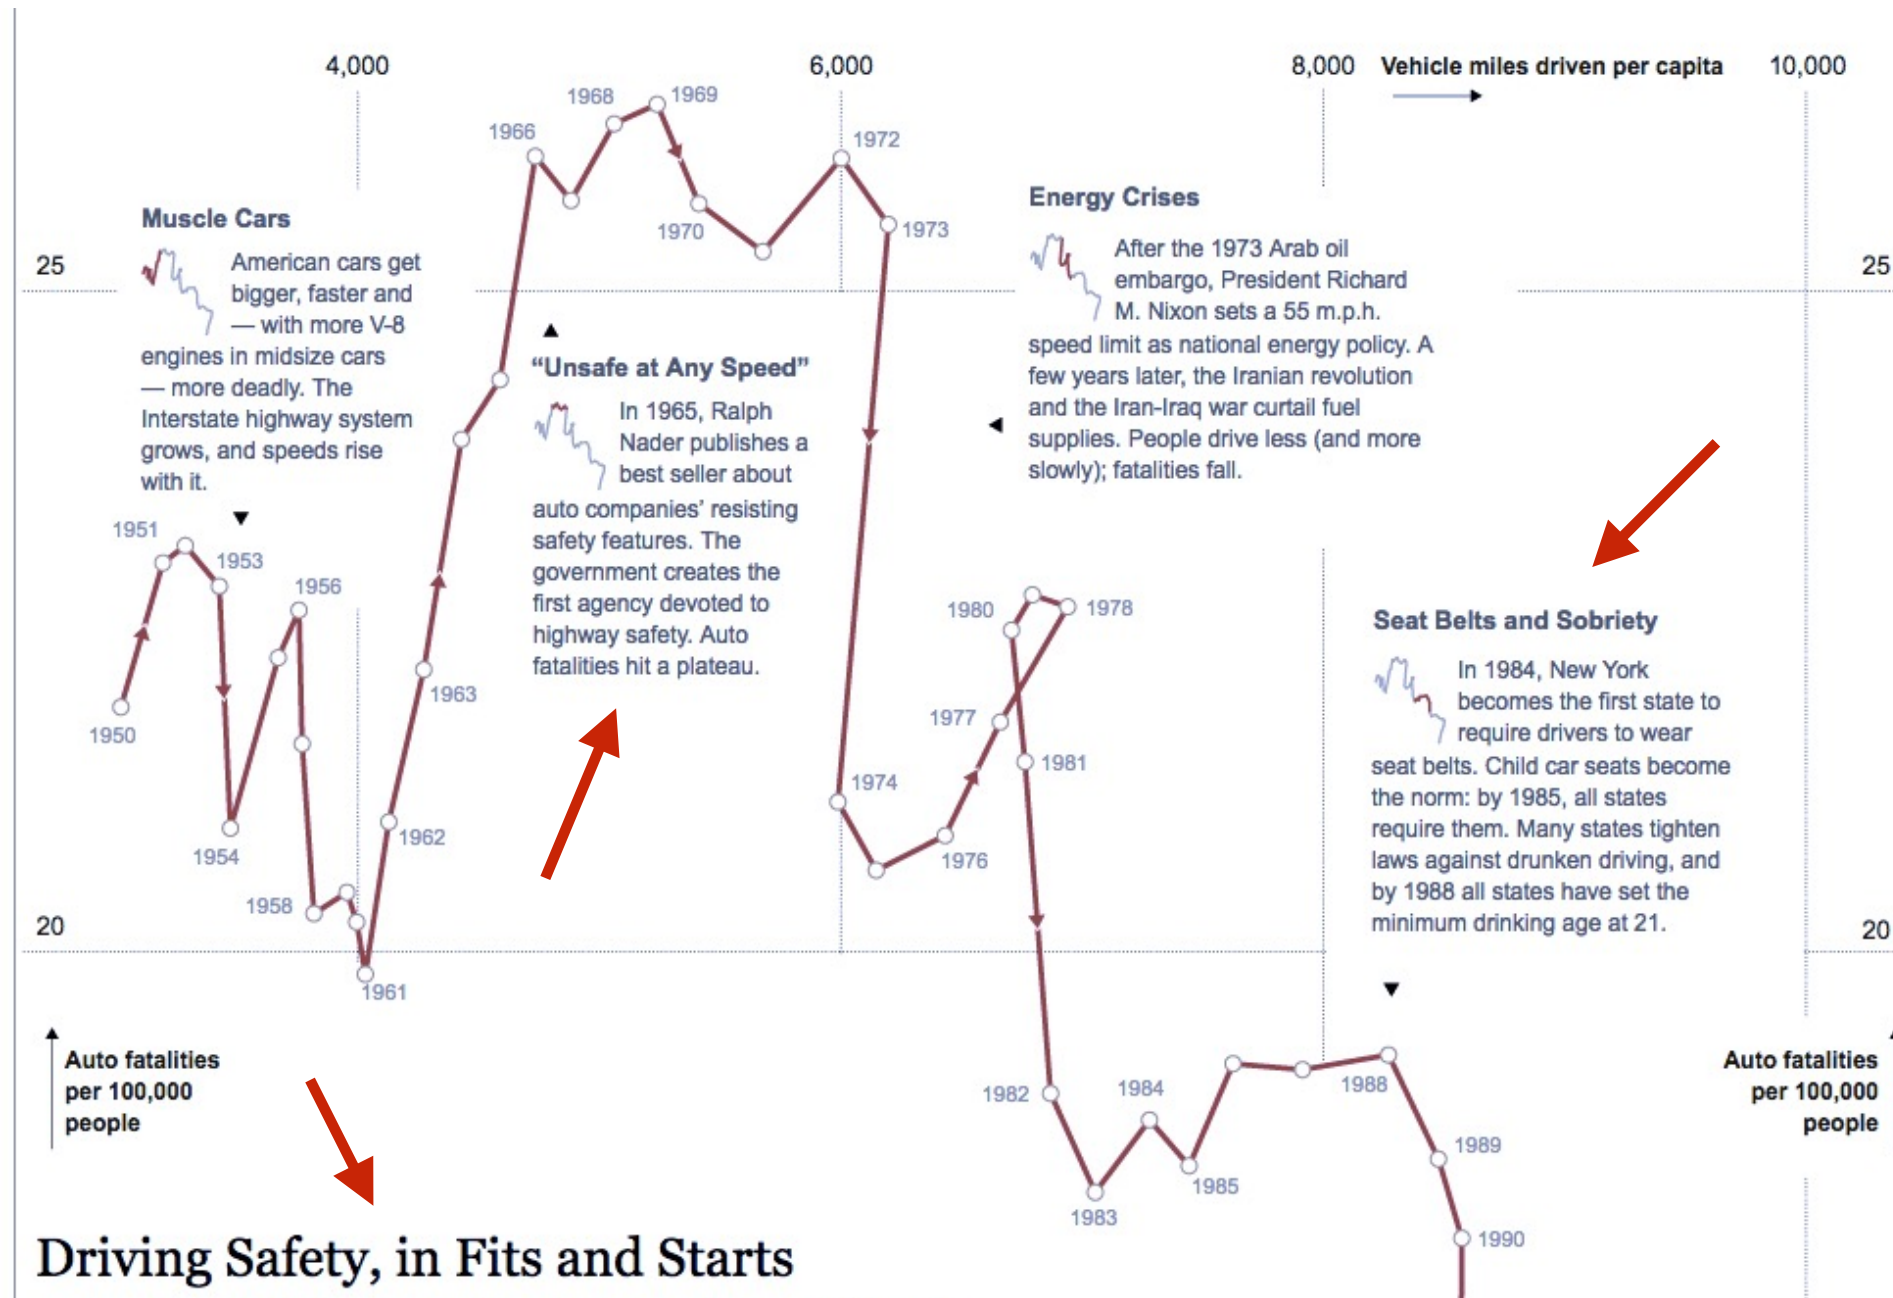 4,000
6,000
8,000
Vehicle miles driven per capita
10,000
1966
1968
1969
1972
1973
1970
Muscle Cars
American cars get
bigger, faster and
— with more V-8
engines in midsize cars
— more deadly. The
Interstate highway system
grows, and speeds rise
with it.
Energy Crises
After the 1973 Arab oil
embargo, President Richard
M. Nixon sets a 55 m.p.h.
speed limit as national energy policy. A
few years later, the Iranian revolution
and the Iran-Iraq war curtail fuel
supplies. People drive less (and more
slowly); fatalities fall.
25
25
“Unsafe at Any Speed”
In 1965, Ralph
Nader publishes a
best seller about
auto companies’ resisting
safety features. The
government creates the
first agency devoted to
highway safety. Auto
fatalities hit a plateau.
1951
1953
1956
1950
1954
1958
1961
1962
1963
1980
1978
1977
1981
1974
1976
Seat Belts and Sobriety
In 1984, New York
becomes the first state to
require drivers to wear
seat belts. Child car seats become
the norm: by 1985, all states
require them. Many states tighten
laws against drunken driving, and
by 1988 all states have set the
minimum drinking age at 21.
20
20
Auto fatalities
per 100,000
people
1982
1984
1983
1985
1988
1989
1990
Auto fatalities
per 100,000
people
Driving Safety, in Fits and Starts